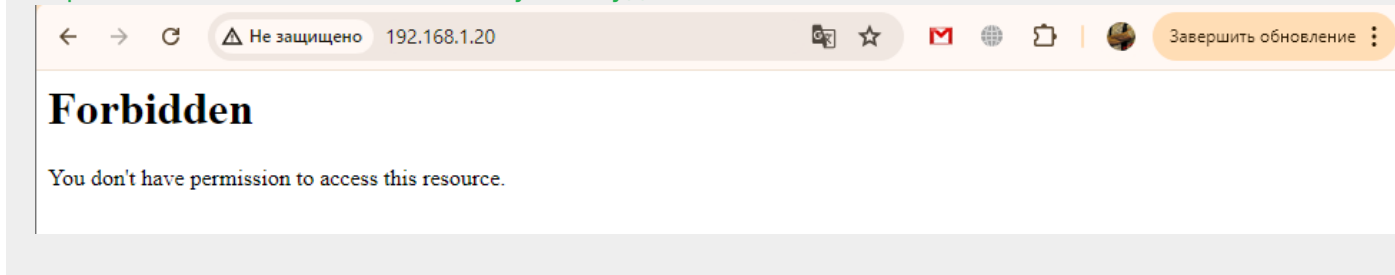 Не защищено 192.168.1.20 Завершить обновление
Forbidden
You don't have permission to access this resource.